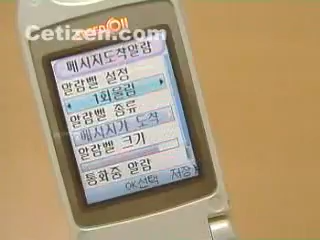 Cetizen.com
메시지도착알람
알람벨 설정
1회울림
알람벨 종류
메시지가 도착
알람벨 크기
통화중 알람
OK선택 저장